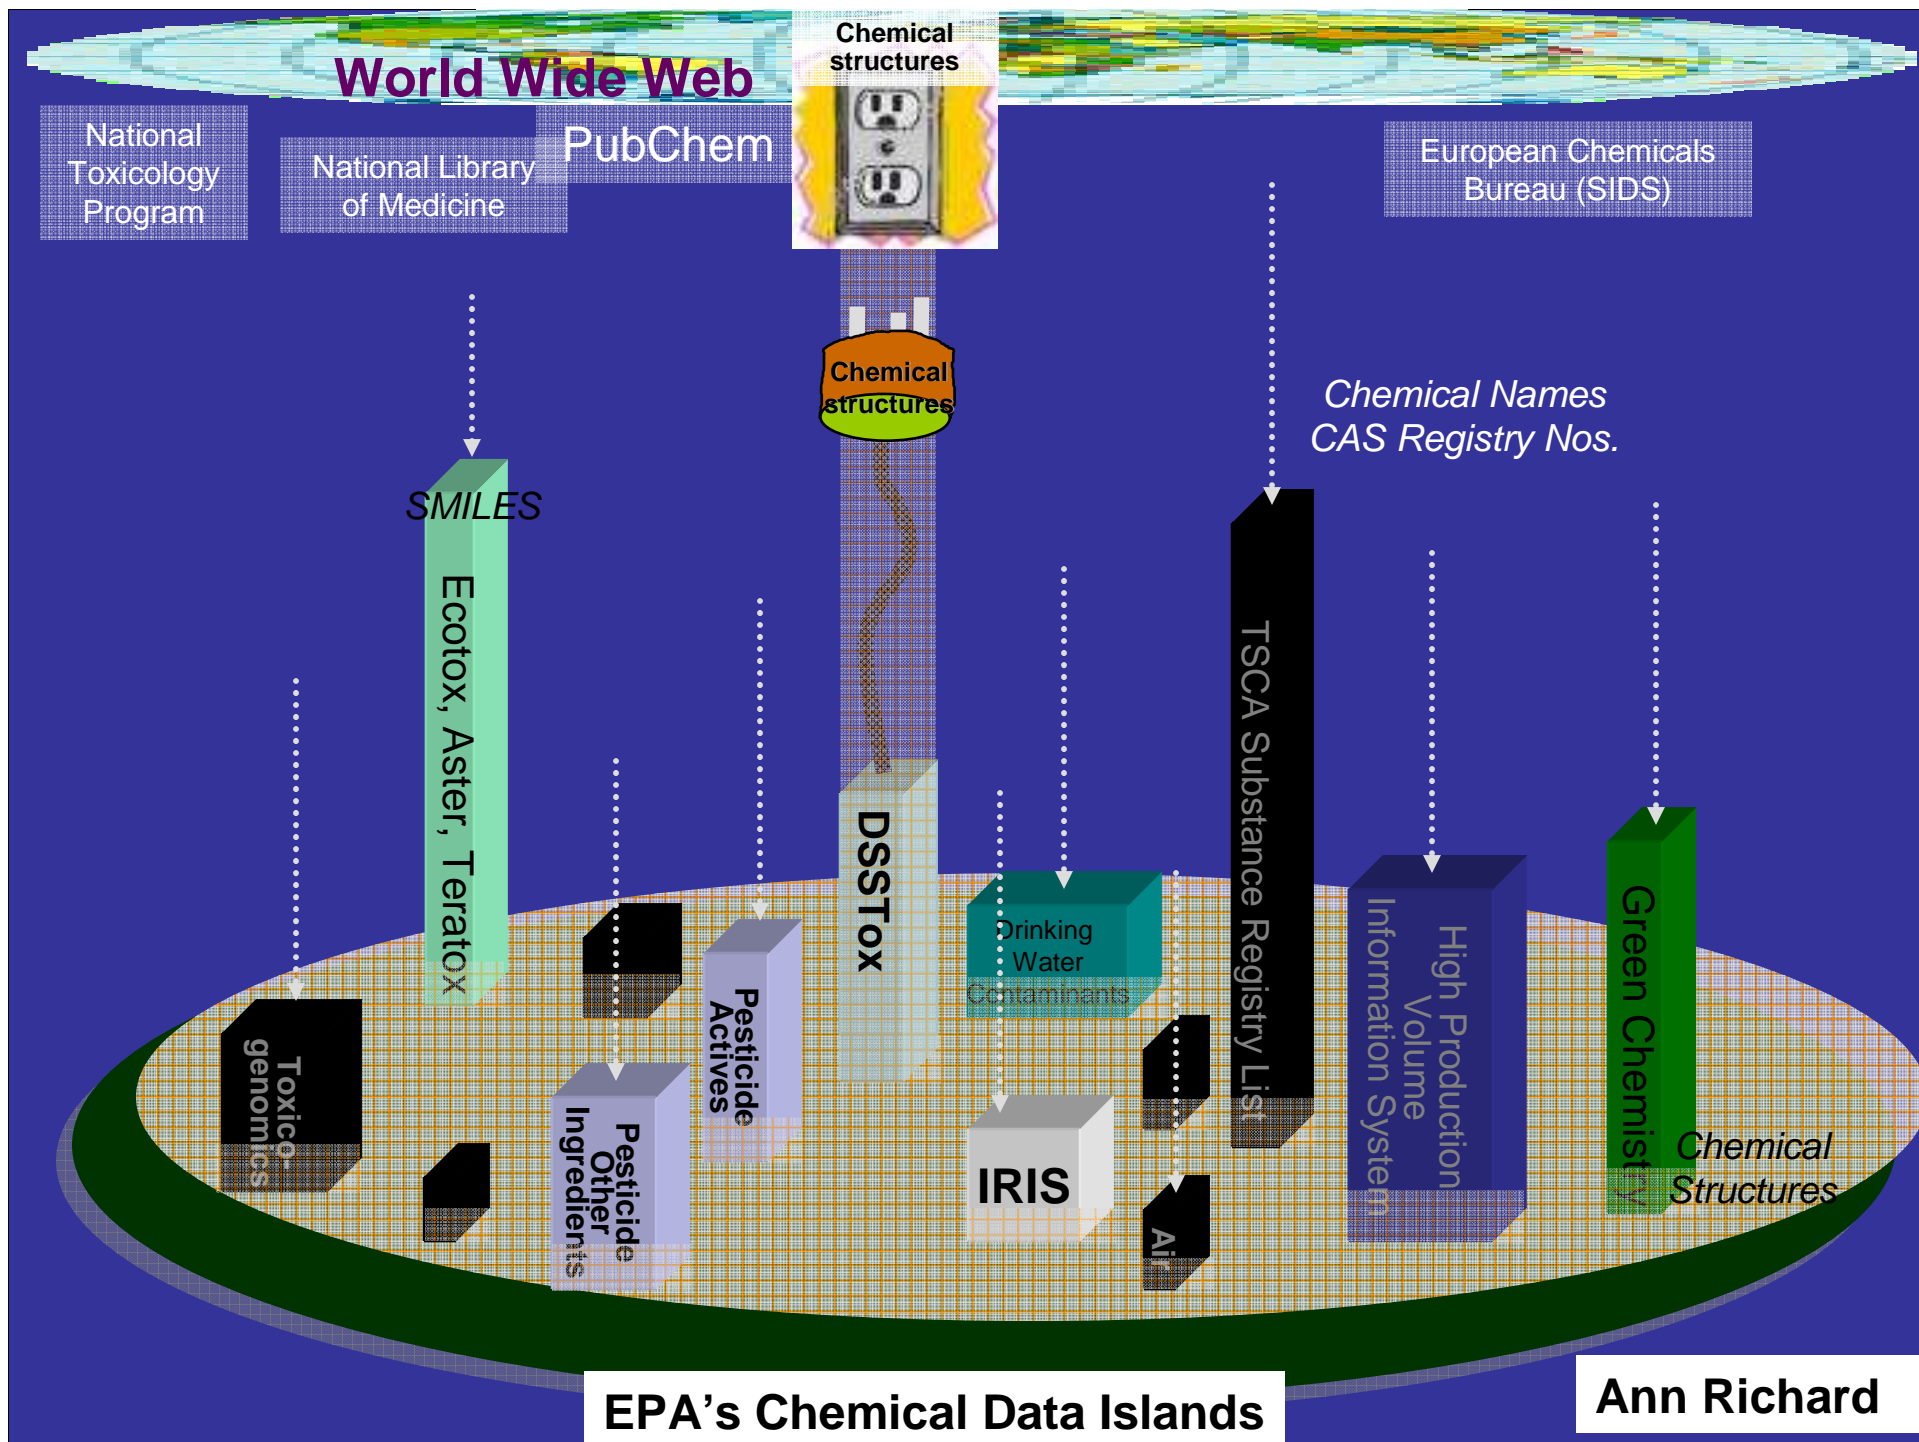 Chemical
structures
World Wide Web
National
Toxicology
Program
National Library
of Medicine
PubChem
European Chemicals
Bureau (SIDS)
Chemical
structures
Chemical Names
CAS Registry Nos.
SMILES
Ecotox, Aster, Teratox
TSCA Substance Registry List
DSSTox
Drinking
Water
Contaminants
High Production
Volume
Information System
Green Chemistry
Pesticide
Actives
Toxico-
genomics
Pesticide
Other
Ingredients
IRIS
Air
Chemical
Structures
EPA’s Chemical Data Islands
Ann Richard